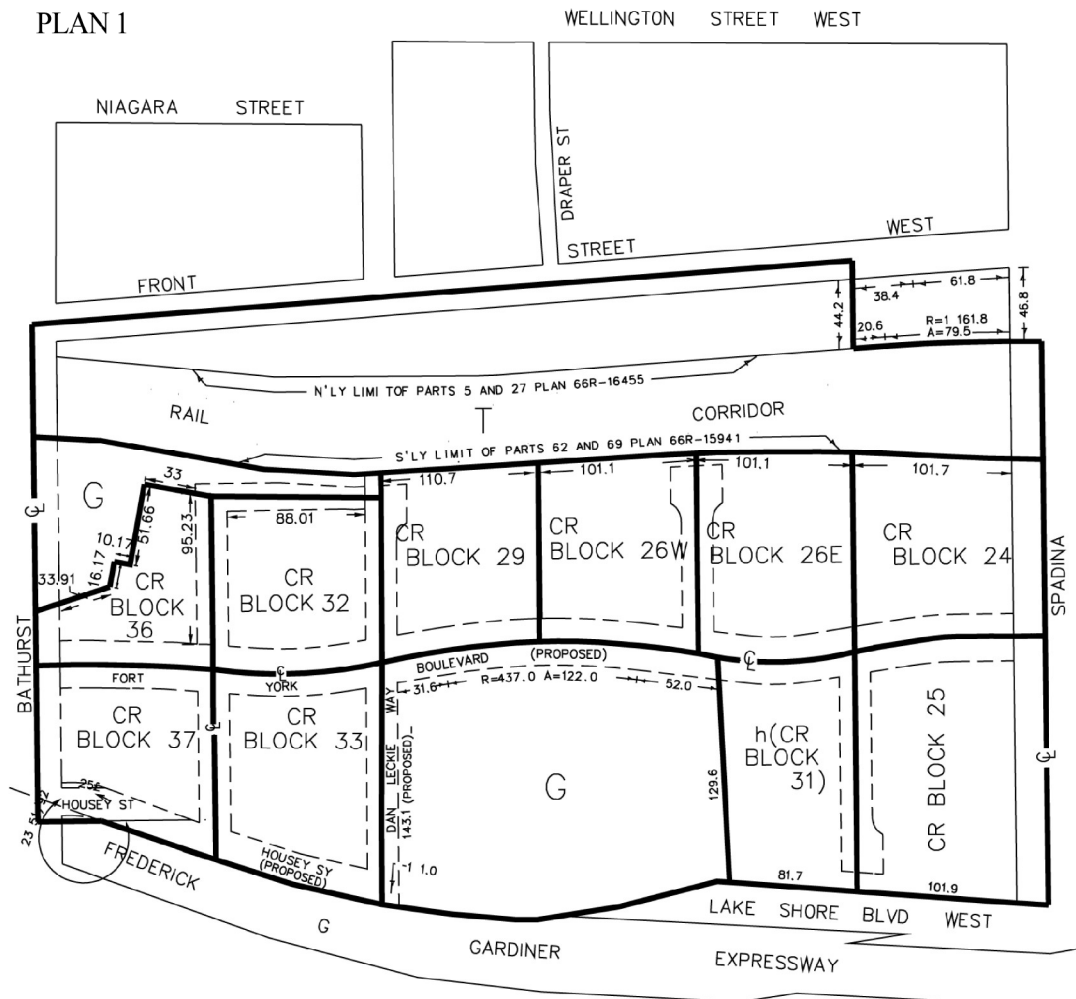 PLAN 1
WELLINGTON STREET WEST
NIAGARA STREET
DRAPER ST
STREET WEST
FRONT
38.4
61.8
46.8
44.2
20.6
R=1 161.8
A=79.5
N'LY LIMI TOF PARTS 5 AND 27 PLAN 66R-16455
RAIL
T
CORRIDOR
S'LY LIMIT OF PARTS 62 AND 69 PLAN 66R-15941
110.7
101.1
101.1
101.7
33
G
51.66
95.23
88.01
10.17
16.17
33.91
CR
BLOCK
36
CR
BLOCK 32
CR
BLOCK 29
CR
BLOCK 26W
CR
BLOCK 26E
CR
BLOCK 24
BATHURST
SPADINA
FORT YORK BOULEVARD (PROPOSED)
31.6
R=437.0 A=122.0
52.0
CR
BLOCK 37
CR
BLOCK 33
DAN LECKIE WAY
143.1 (PROPOSED)
G
129.6
h(CR
BLOCK
31)
CR BLOCK 25
HOUSEY ST
HOUSEY SY
(PROPOSED)
1.0
81.7
101.9
FREDERICK G GARDINER EXPRESSWAY
LAKE SHORE BLVD WEST